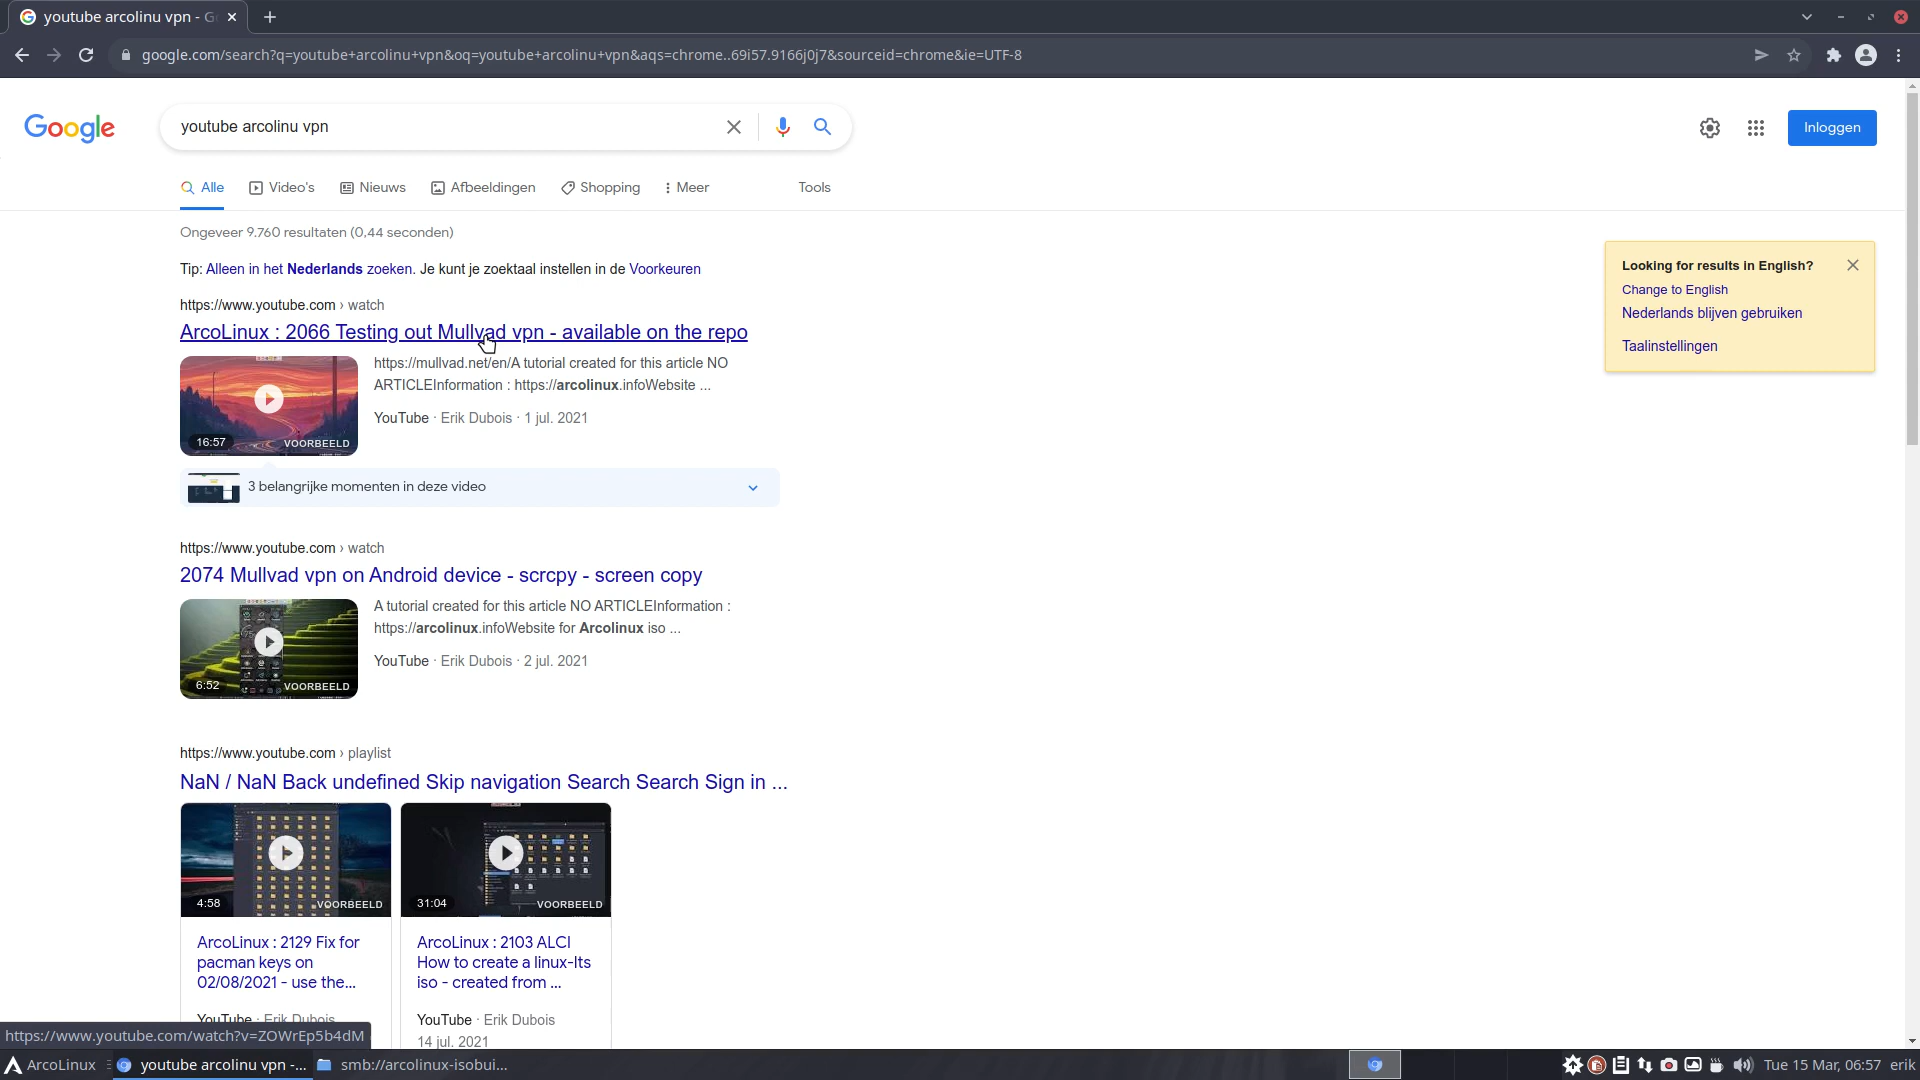 youtube arcolinu vpn - G
google.com/search?q=youtube+arcolinu+vpn&oq=youtube+arcolinu+vpn&aqs=chrome..69i57.9166j0j7&sourceid=chrome&ie=UTF-8
Google
youtube arcolinu vpn
Inloggen
Alle
Video's
Nieuws
Afbeeldingen
Shopping
Meer
Tools
Ongeveer 9.760 resultaten (0,44 seconden)
Tip: Alleen in het Nederlands zoeken. Je kunt je zoektaal instellen in de Voorkeuren
Looking for results in English?
Change to English
Nederlands blijven gebruiken
Taalinstellingen
https://www.youtube.com › watch
ArcoLinux : 2066 Testing out Mullvad vpn - available on the repo
https://mullvad.net/en/A tutorial created for this article NO
ARTICLEInformation : https://arcolinux.infoWebsite ...
YouTube · Erik Dubois · 1 jul. 2021
16:57
VOORBEELD
3 belangrijke momenten in deze video
https://www.youtube.com › watch
2074 Mullvad vpn on Android device - scrcpy - screen copy
A tutorial created for this article NO ARTICLEInformation :
https://arcolinux.infoWebsite for Arcolinux iso ...
YouTube · Erik Dubois · 2 jul. 2021
6:52
VOORBEELD
https://www.youtube.com › playlist
NaN / NaN Back undefined Skip navigation Search Search Sign in ...
4:58
VOORBEELD
31:04
VOORBEELD
ArcoLinux : 2129 Fix for
pacman keys on
02/08/2021 - use the...
YouTube · Erik Dubois
ArcoLinux : 2103 ALCI
How to create a linux-lts
iso - created from ...
YouTube · Erik Dubois
14 jul. 2021
https://www.youtube.com/watch?v=ZOWrEp5b4dM
ArcoLinux
youtube arcolinu vpn -...
smb://arcolinux-isobui...
Tue 15 Mar, 06:57
erik